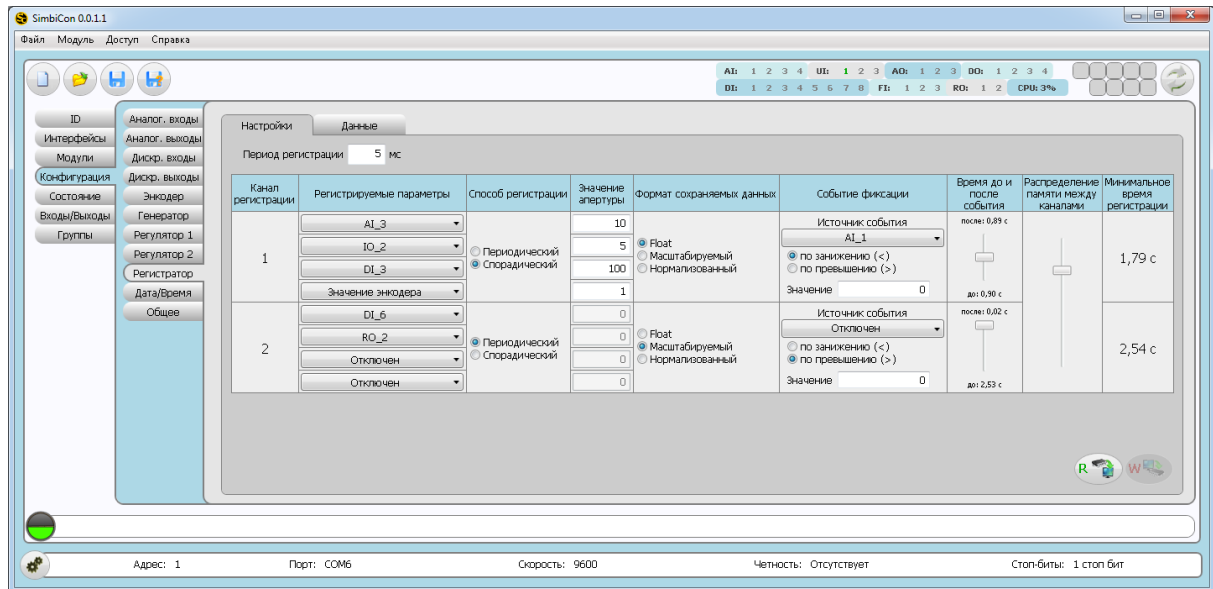 SimbiCon 0.0.1.1
Файл Модуль Доступ Справка
AI: 1 2 3 4 UI: 1 2 3 AO: 1 2 3 DO: 1 2 3 4
DI: 1 2 3 4 5 6 7 8 FI: 1 2 3 RO: 1 2 CPU: 3%
ID
Интерфейсы
Модули
Конфигурация
Состояние
Входы/Выходы
Группы
Аналог. входы
Аналог. выходы
Дискр. входы
Дискр. выходы
Энкодер
Генератор
Регулятор 1
Регулятор 2
Регистратор
Дата/Время
Общее
Настройки Данные
Период регистрации 5 мс
Канал регистрации
Регистрируемые параметры
Способ регистрации
Значение апертуры
Формат сохраняемых данных
Событие фиксации
Время до и после события
Распределение памяти между каналами
Минимальное время регистрации
1
AI_3
IO_2
DI_3
Значение энкодера
Периодический
Спорадический
10
5
100
1
Float
Масштабируемый
Нормализованный
Источник события
AI_1
по занижению (<)
по превышению (>)
Значение 0
после: 0,89 с
до: 0,90 с
1,79 с
2
DI_6
RO_2
Отключен
Отключен
Периодический
Спорадический
0
0
0
0
Float
Масштабируемый
Нормализованный
Источник события
Отключен
по занижению (<)
по превышению (>)
Значение 0
после: 0,02 с
до: 2,53 с
2,54 с
R W
Адрес: 1 Порт: COM6 Скорость: 9600 Четность: Отсутствует Стоп-биты: 1 стоп бит